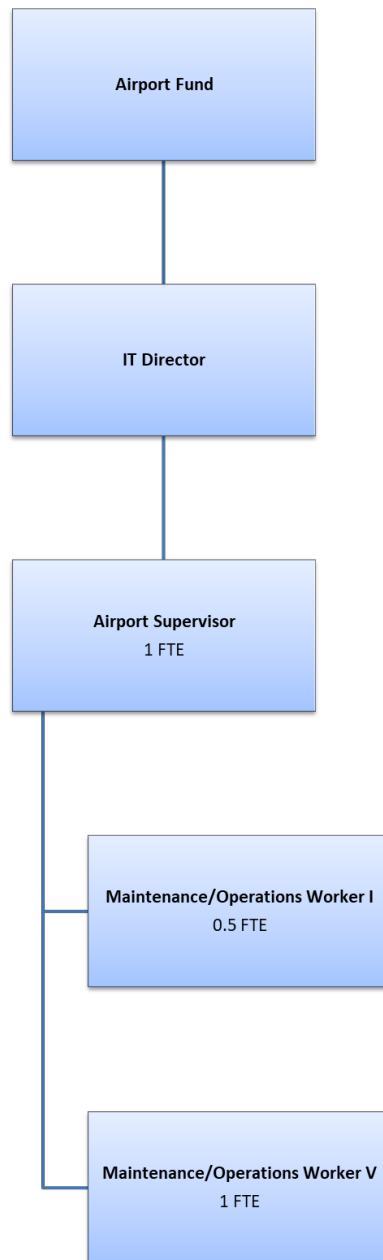 Airport Fund
IT Director
Airport Supervisor
1 FTE
Maintenance/Operations Worker I
0.5 FTE
Maintenance/Operations Worker V
1 FTE